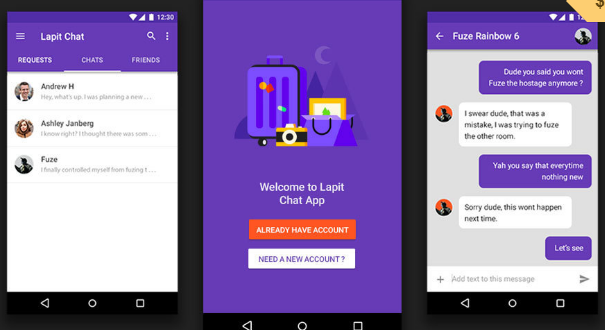 12:30
Lapit Chat
REQUESTS
CHATS
FRIENDS
Andrew H
Hey, what's up. I was planning a new . . .
Ashley Janberg
I know right? I thought there was som . . .
Fuze
I finally controlled myself from fuzing t . . .
Welcome to Lapit
Chat App
ALREADY HAVE ACCOUNT
NEED A NEW ACCOUNT ?
Fuze Rainbow 6
Dude you said you wont
Fuze the hostage anymore ?
I swear dude, that was a
mistake, I was trying to fuze
the other room.
Yah you say that everytime
nothing new
Sorry dude, this wont happen
next time.
Let's see
Add text to this message